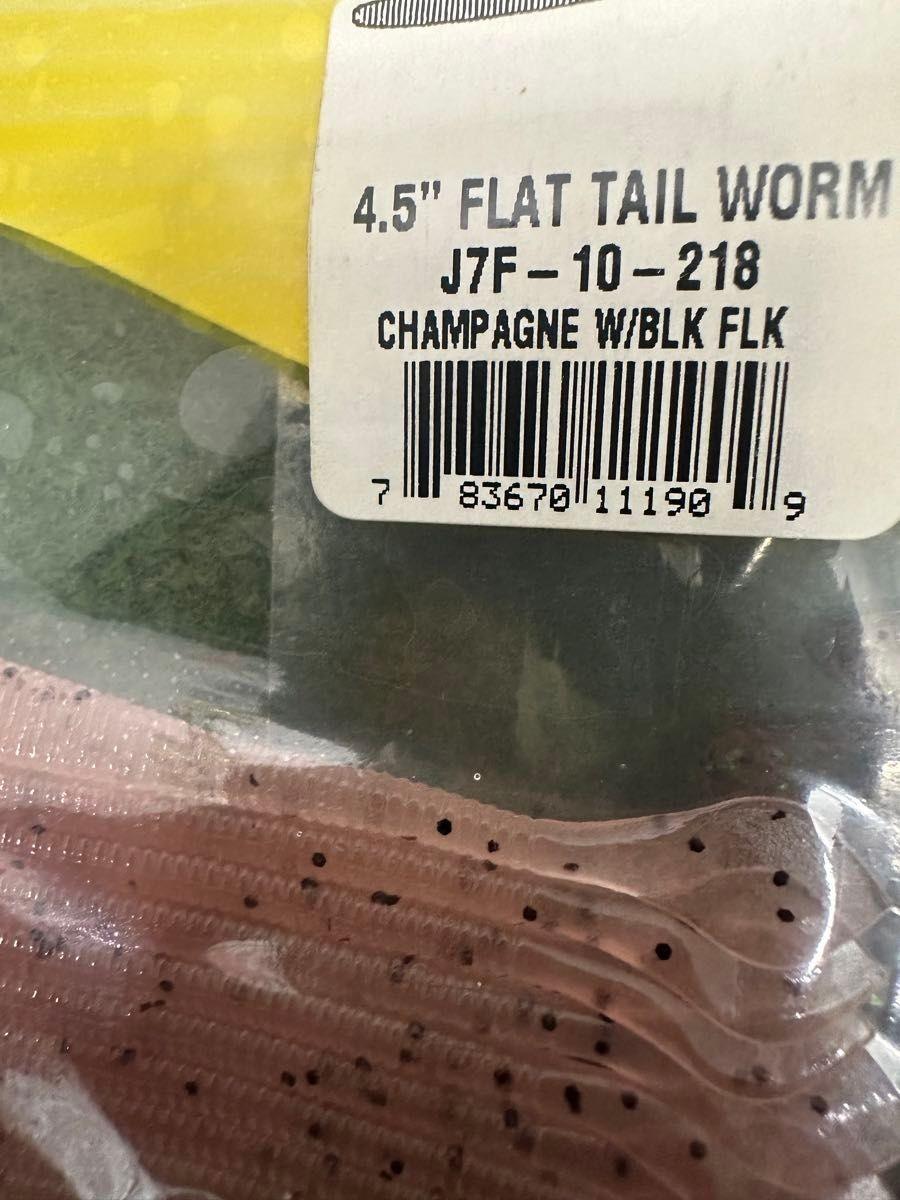 4.5" FLAT TAIL WORM
J7F-10-218
CHAMPAGNE W/BLK FLK
7 83670 11190 9